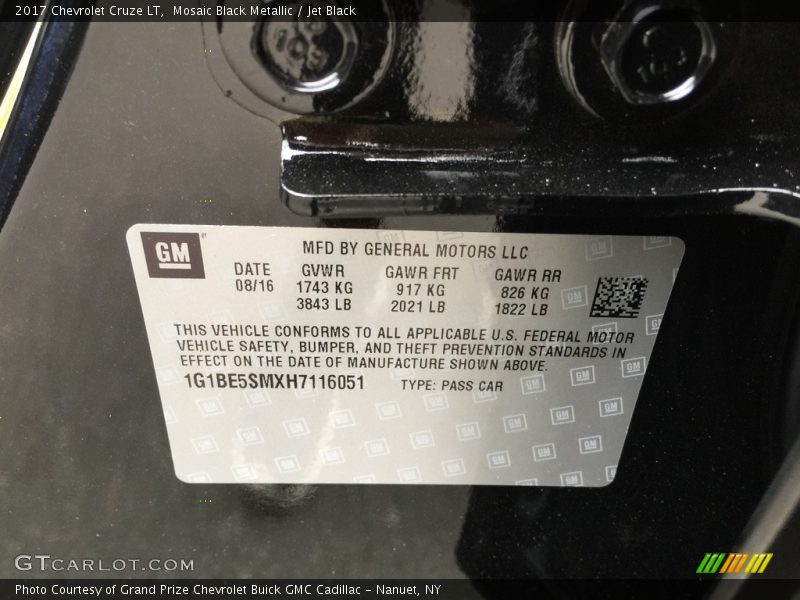 2017 Chevrolet Cruze LT,  Mosaic Black Metallic / Jet Black
GM
MFD BY GENERAL MOTORS LLC
DATE GVWR GAWR FRT GAWR RR
08/16 1743 KG 917 KG 826 KG
3843 LB 2021 LB 1822 LB
THIS VEHICLE CONFORMS TO ALL APPLICABLE U.S. FEDERAL MOTOR
VEHICLE SAFETY, BUMPER, AND THEFT PREVENTION STANDARDS IN
EFFECT ON THE DATE OF MANUFACTURE SHOWN ABOVE.
1G1BE5SMXH7116051 TYPE: PASS CAR
GTCARLOT.COM
Photo Courtesy of Grand Prize Chevrolet Buick GMC Cadillac – Nanuet, NY